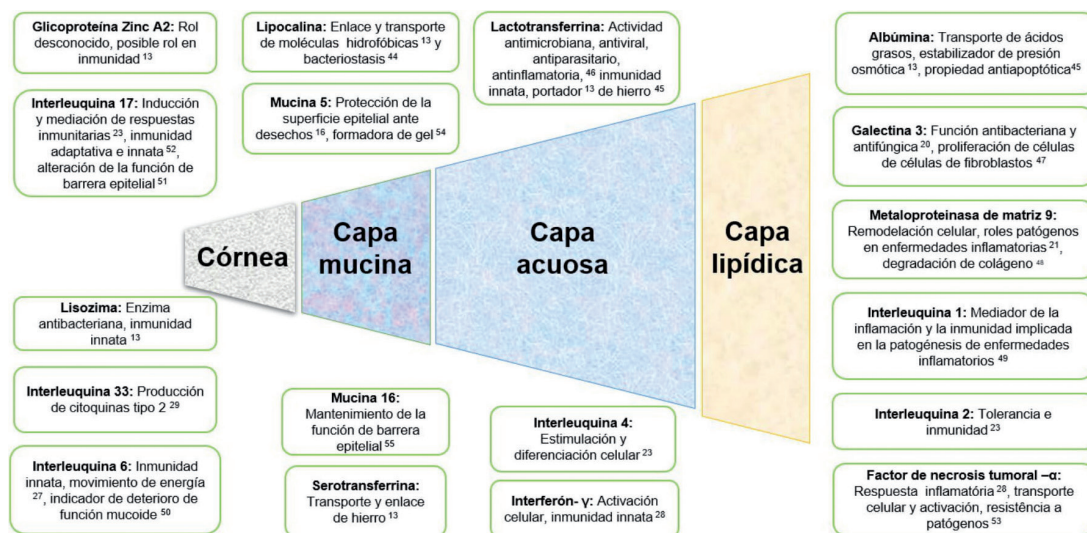 Glicoproteína Zinc A2: Rol
desconocido, posible rol en
inmunidad 13
Interleuquina 17: Inducción
y mediación de respuestas
inmunitarias 23, inmunidad
adaptativa e innata 52,
alteración de la función de
barrera epitelial 51
Lipocalina: Enlace y transporte
de moléculas hidrofóbicas 13 y
bacteriostasis 44
Mucina 5: Protección de la
superficie epitelial ante
desechos 16, formadora de gel 54
Lactotransferrina: Actividad
antimicrobiana, antiviral,
antiparasitario,
antinflamatoria, 46 inmunidad
innata, portador 13 de hierro 45
Albúmina: Transporte de ácidos
grasos, estabilizador de presión
osmótica 13, propiedad antiapoptótica45
Galectina 3: Función antibacteriana y
antifúngica 20, proliferación de células
de células de fibroblastos 47
Metaloproteinasa de matriz 9:
Remodelación celular, roles patógenos
en enfermedades inflamatorias 21,
degradación de colágeno 48
Interleuquina 1: Mediador de la
inflamación y la inmunidad implicada
en la patogénesis de enfermedades
inflamatorios 49
Interleuquina 2: Tolerancia e
inmunidad 23
Factor de necrosis tumoral –α:
Respuesta inflamatória 28, transporte
celular y activación, resistência a
patógenos 53
Córnea
Capa
mucina
Capa
acuosa
Capa
lipídica
Lisozima: Enzima
antibacteriana, inmunidad
innata 13
Interleuquina 33: Producción
de citoquinas tipo 2 29
Interleuquina 6: Inmunidad
innata, movimiento de energía
27, indicador de deterioro de
función mucoide 50
Mucina 16:
Mantenimiento de la
función de barrera
epitelial 55
Serotransferrina:
Transporte y enlace
de hierro 13
Interleuquina 4:
Estimulación y
diferenciación celular 23
Interferón- γ: Activación
celular, inmunidad innata 28